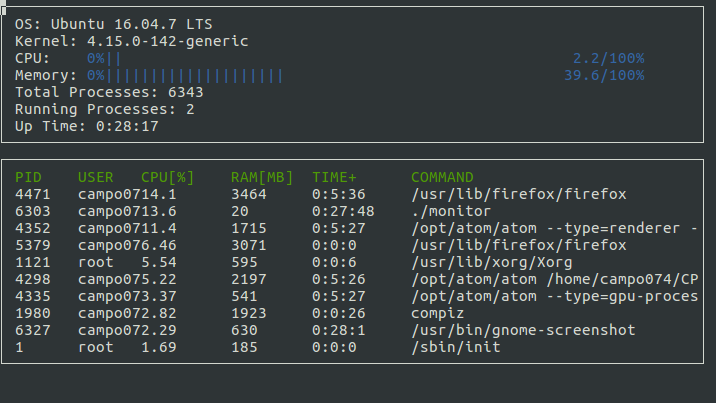 OS: Ubuntu 16.04.7 LTS
Kernel: 4.15.0-142-generic
CPU: 0%|| 2.2/100%
Memory: 0%|||||||||||||||||||| 39.6/100%
Total Processes: 6343
Running Processes: 2
Up Time: 0:28:17
PID USER CPU[%] RAM[MB] TIME+ COMMAND
4471 campo0714.1 3464 0:5:36 /usr/lib/firefox/firefox
6303 campo0713.6 20 0:27:48 ./monitor
4352 campo0711.4 1715 0:5:27 /opt/atom/atom --type=renderer -
5379 campo076.46 3071 0:0:0 /usr/lib/firefox/firefox
1121 root 5.54 595 0:0:6 /usr/lib/xorg/Xorg
4298 campo075.22 2197 0:5:26 /opt/atom/atom /home/campo074/CP
4335 campo073.37 541 0:5:27 /opt/atom/atom --type=gpu-proces
1980 campo072.82 1923 0:0:26 compiz
6327 campo072.29 630 0:28:1 /usr/bin/gnome-screenshot
1 root 1.69 185 0:0:0 /sbin/init